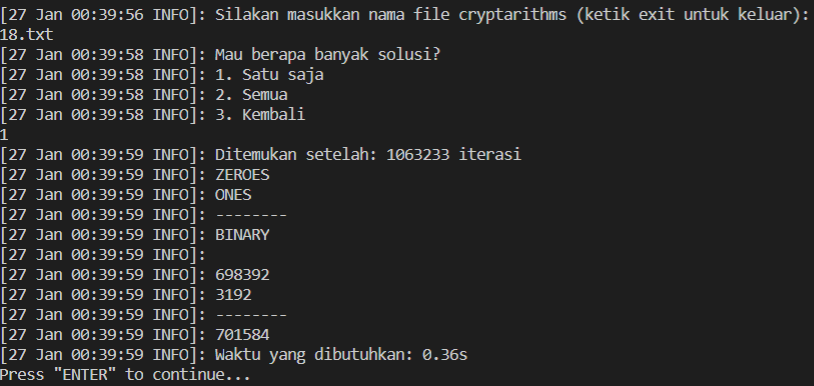 [27 Jan 00:39:56 INFO]: Silakan masukkan nama file cryptarithms (ketik exit untuk keluar):
18.txt
[27 Jan 00:39:58 INFO]: Mau berapa banyak solusi?
[27 Jan 00:39:58 INFO]: 1. Satu saja
[27 Jan 00:39:58 INFO]: 2. Semua
[27 Jan 00:39:58 INFO]: 3. Kembali
1
[27 Jan 00:39:59 INFO]: Ditemukan setelah: 1063233 iterasi
[27 Jan 00:39:59 INFO]: ZEROES
[27 Jan 00:39:59 INFO]: ONES
[27 Jan 00:39:59 INFO]: --------
[27 Jan 00:39:59 INFO]: BINARY
[27 Jan 00:39:59 INFO]:
[27 Jan 00:39:59 INFO]: 698392
[27 Jan 00:39:59 INFO]: 3192
[27 Jan 00:39:59 INFO]: --------
[27 Jan 00:39:59 INFO]: 701584
[27 Jan 00:39:59 INFO]: Waktu yang dibutuhkan: 0.36s
Press "ENTER" to continue...